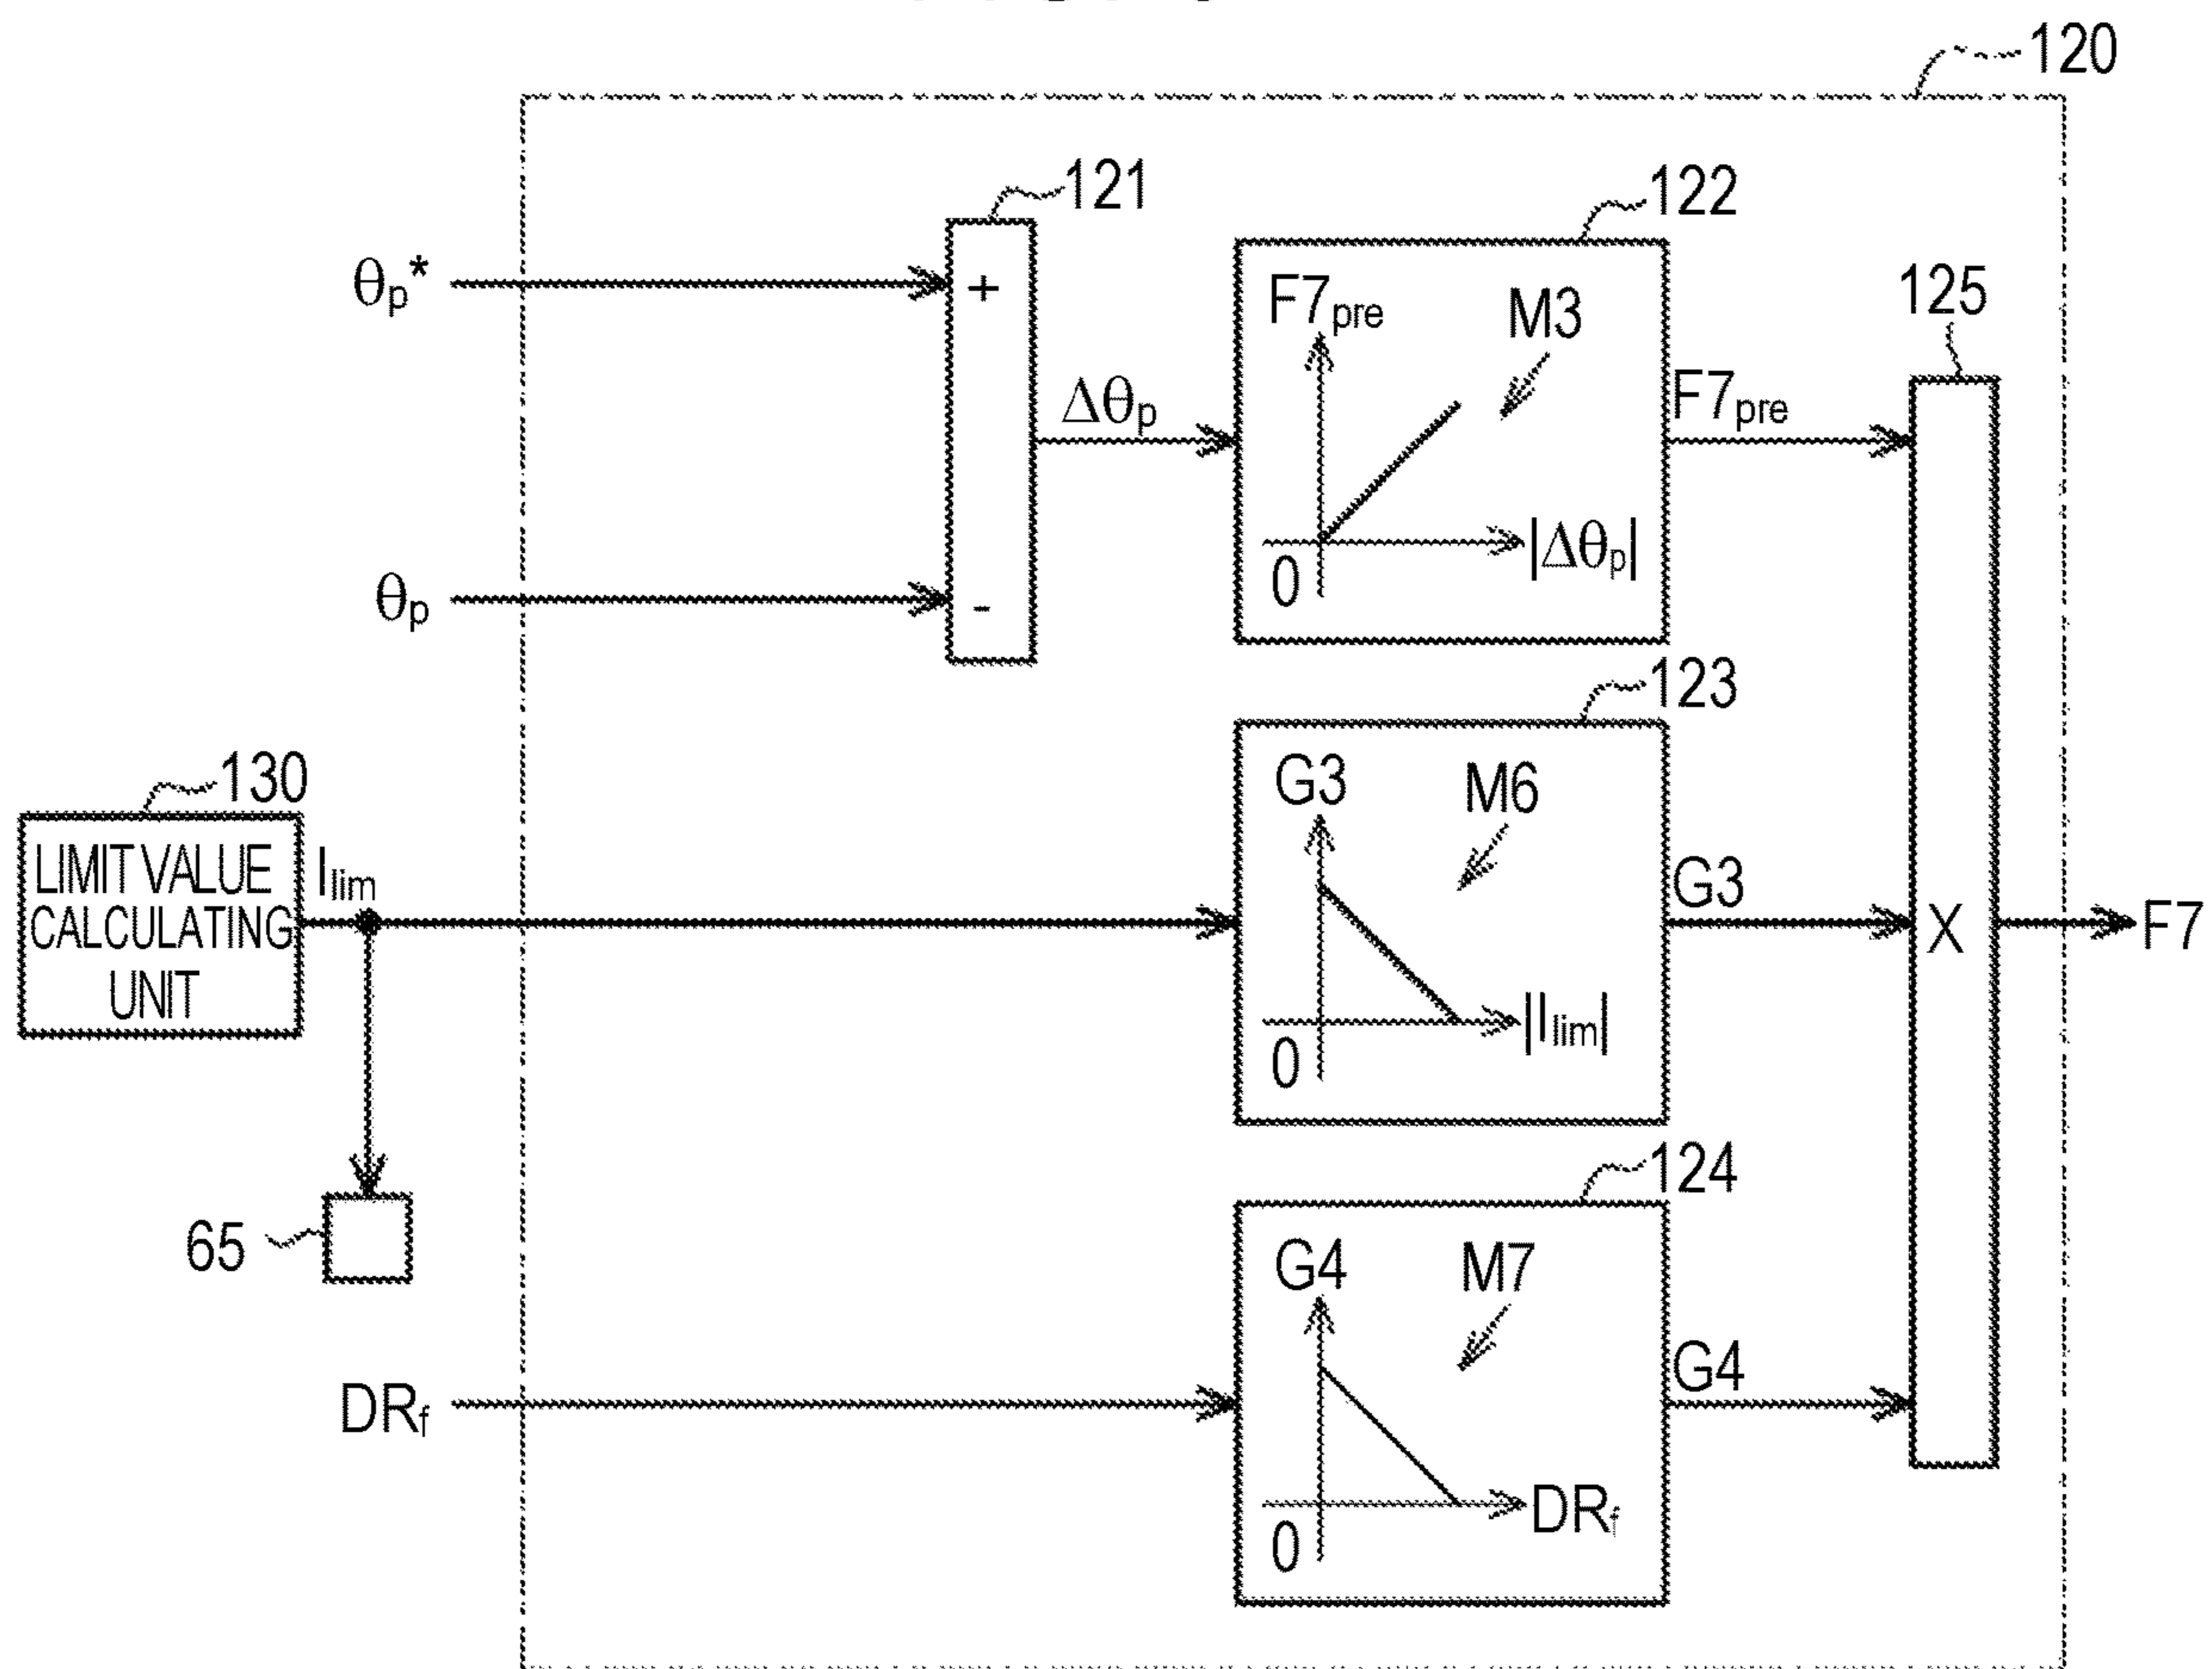 120
121
122
θp*
+
F7pre
M3
125
Δθp
F7pre
|Δθp|
0
θp
-
123
130
G3
M6
LIMIT VALUE
CALCULATING
UNIT
Ilim
G3
X
F7
|Ilim|
0
124
65
G4
M7
G4
DRf
DRf
0